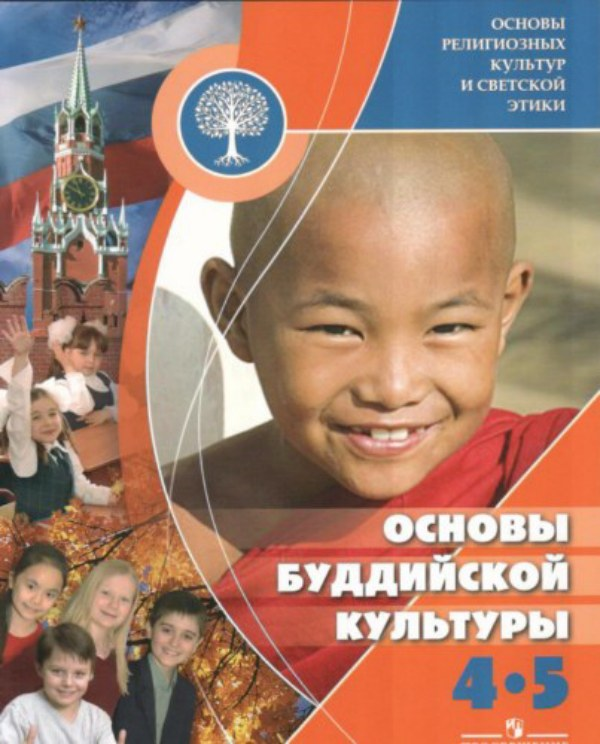 ОСНОВЫ
РЕЛИГИОЗНЫХ
КУЛЬТУР
И СВЕТСКОЙ
ЭТИКИ
ОСНОВЫ
БУДДИЙСКОЙ
КУЛЬТУРЫ
4•5